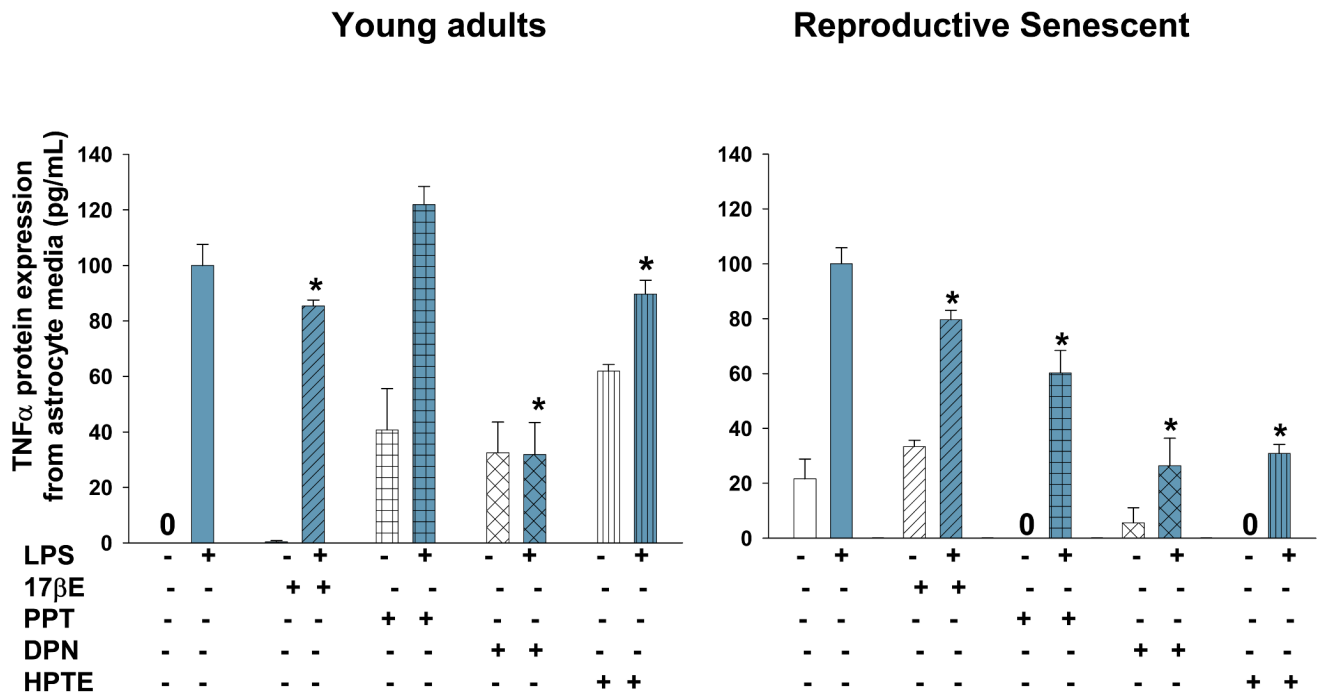 Young adults Reproductive Senescent
TNFα protein expression
from astrocyte media (pg/mL)
140 140
120 120
100 100
80 80
60 60
40 40
20 20
0 0
* * * * * * *
0 0 0
LPS - + - + - + - + - + - + - + - + - + - +
17βE - - + + - - - - - - - - + + - - - - - -
PPT - - - - + + - - - - - - - - + + - - - -
DPN - - - - - - + + - - - - - - - - + + - -
HPTE - - - - - - - - + + - - - - - - - - + +